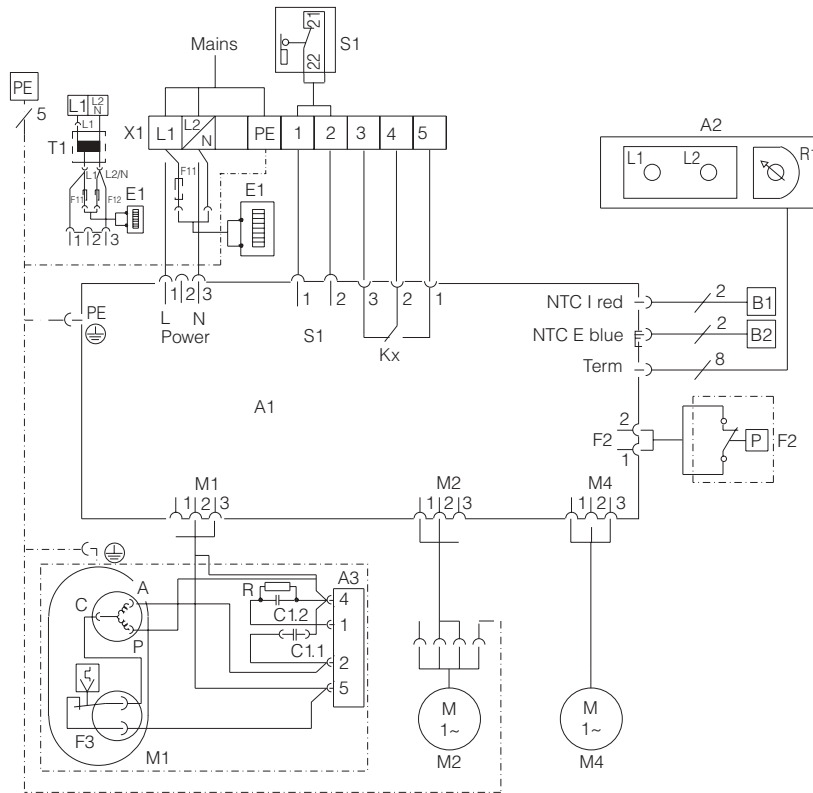 21
22
S1
Mains
PE
5
L1 L2 N
L1
T1
L1 L2/N
F11 F12
E1
1 2 3
X1 L1 L2 N PE 1 2 3 4 5
F11
E1
A2
L1 L2 R1
1 2 3
L N
Power
1 2
S1
3 2 1
Kx
PE
NTC I red 2 B1
NTC E blue 2 B2
Term 8
A1
2
F2
1
P F2
M1
1 2 3
M2
1 2 3
M4
1 2 3
A
C
P
R
C1.2
C1.1
A3
4
1
2
5
F3
M1
M
1~
M2
M
1~
M4